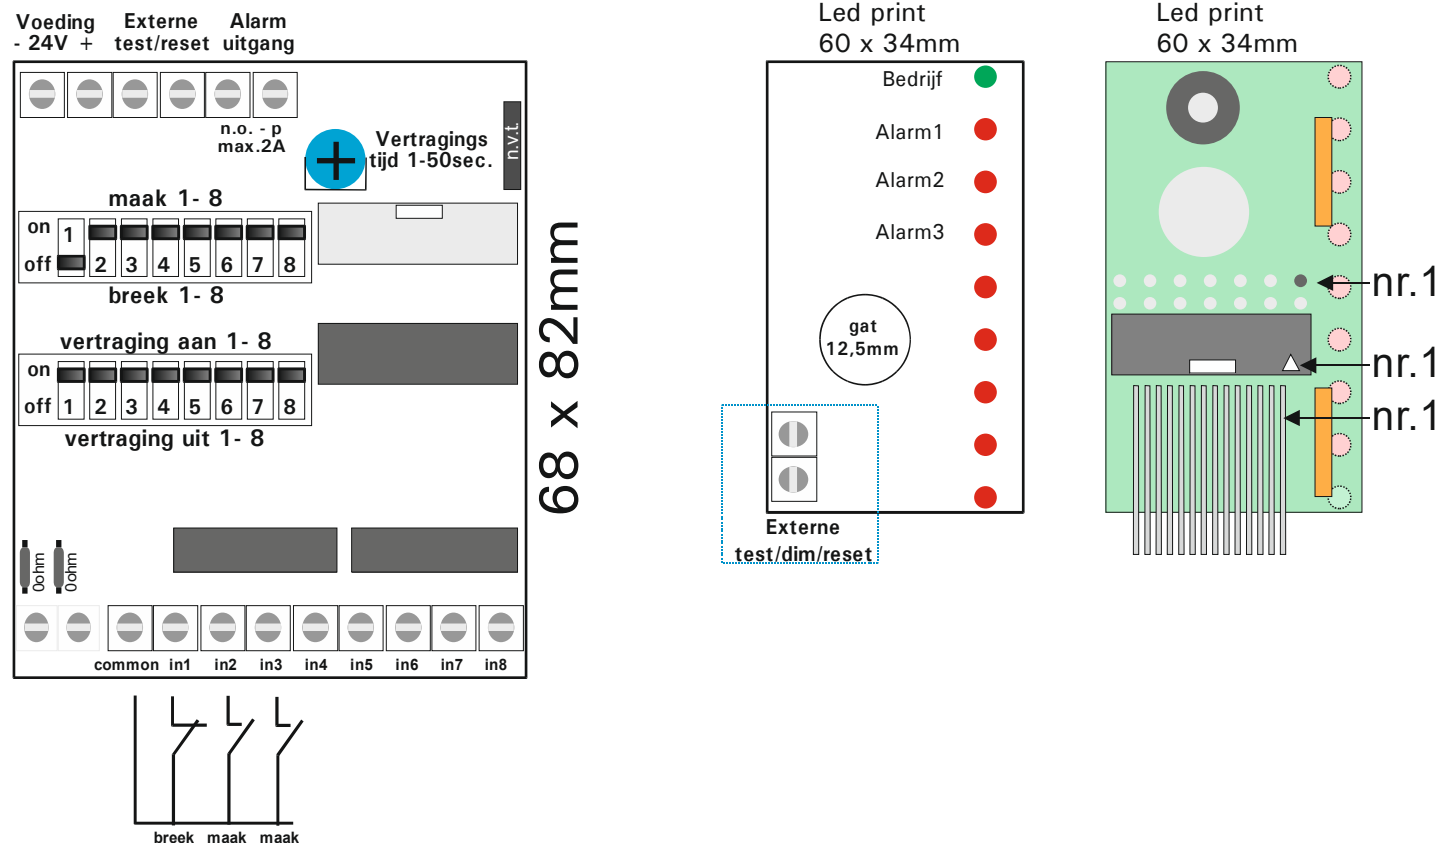 Voeding Externe Alarm
- 24V + test/reset uitgang
n.o. - p
max.2A
Vertragings
tijd 1-50sec.
n.v.t.
maak 1- 8
on
1
off 2 3 4 5 6 7 8
breek 1- 8
vertraging aan 1- 8
on
off 1 2 3 4 5 6 7 8
vertraging uit 1- 8
0ohm 0ohm
common in1 in2 in3 in4 in5 in6 in7 in8
breek maak maak
68 x 82mm
Led print
60 x 34mm
Bedrijf
Alarm1
Alarm2
Alarm3
gat
12,5mm
Externe
test/dim/reset
Led print
60 x 34mm
nr.1
nr.1
nr.1